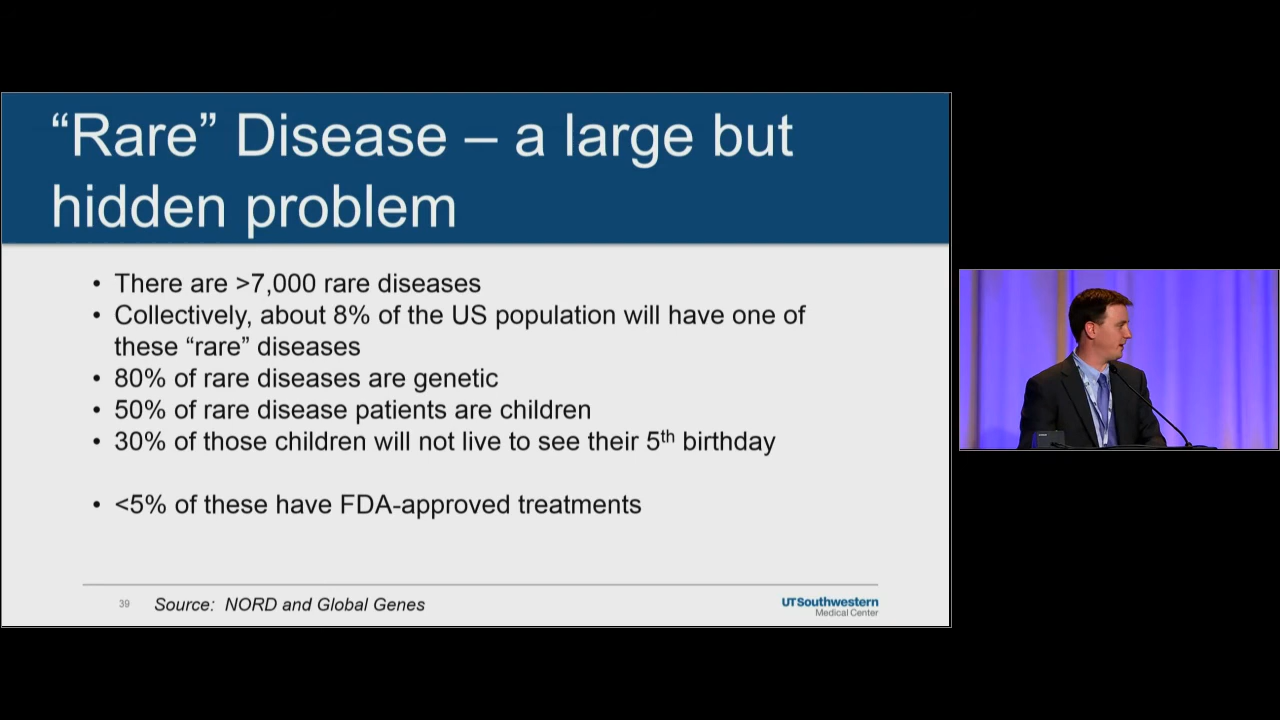 “Rare” Disease – a large but
hidden problem
• There are >7,000 rare diseases
• Collectively, about 8% of the US population will have one of
these “rare” diseases
• 80% of rare diseases are genetic
• 50% of rare disease patients are children
• 30% of those children will not live to see their 5th birthday
• <5% of these have FDA-approved treatments
39 Source: NORD and Global Genes
UTSouthwestern
Medical Center